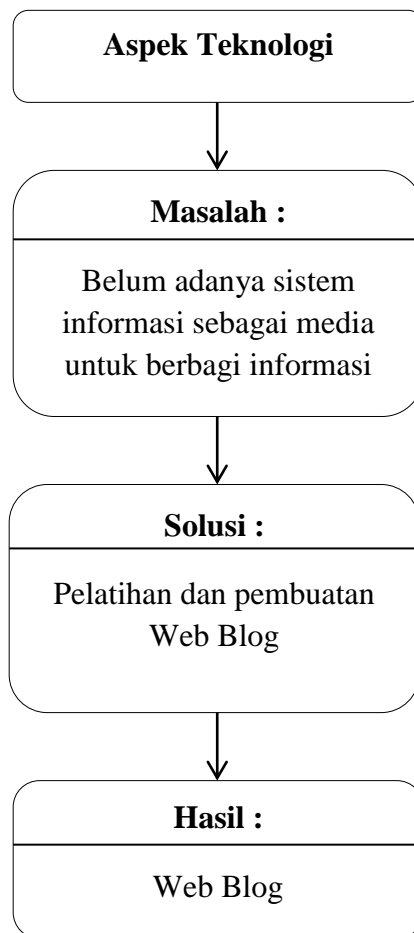 Aspek Teknologi
Masalah :
Belum adanya sistem
informasi sebagai media
untuk berbagi informasi
Solusi :
Pelatihan dan pembuatan
Web Blog
Hasil :
Web Blog